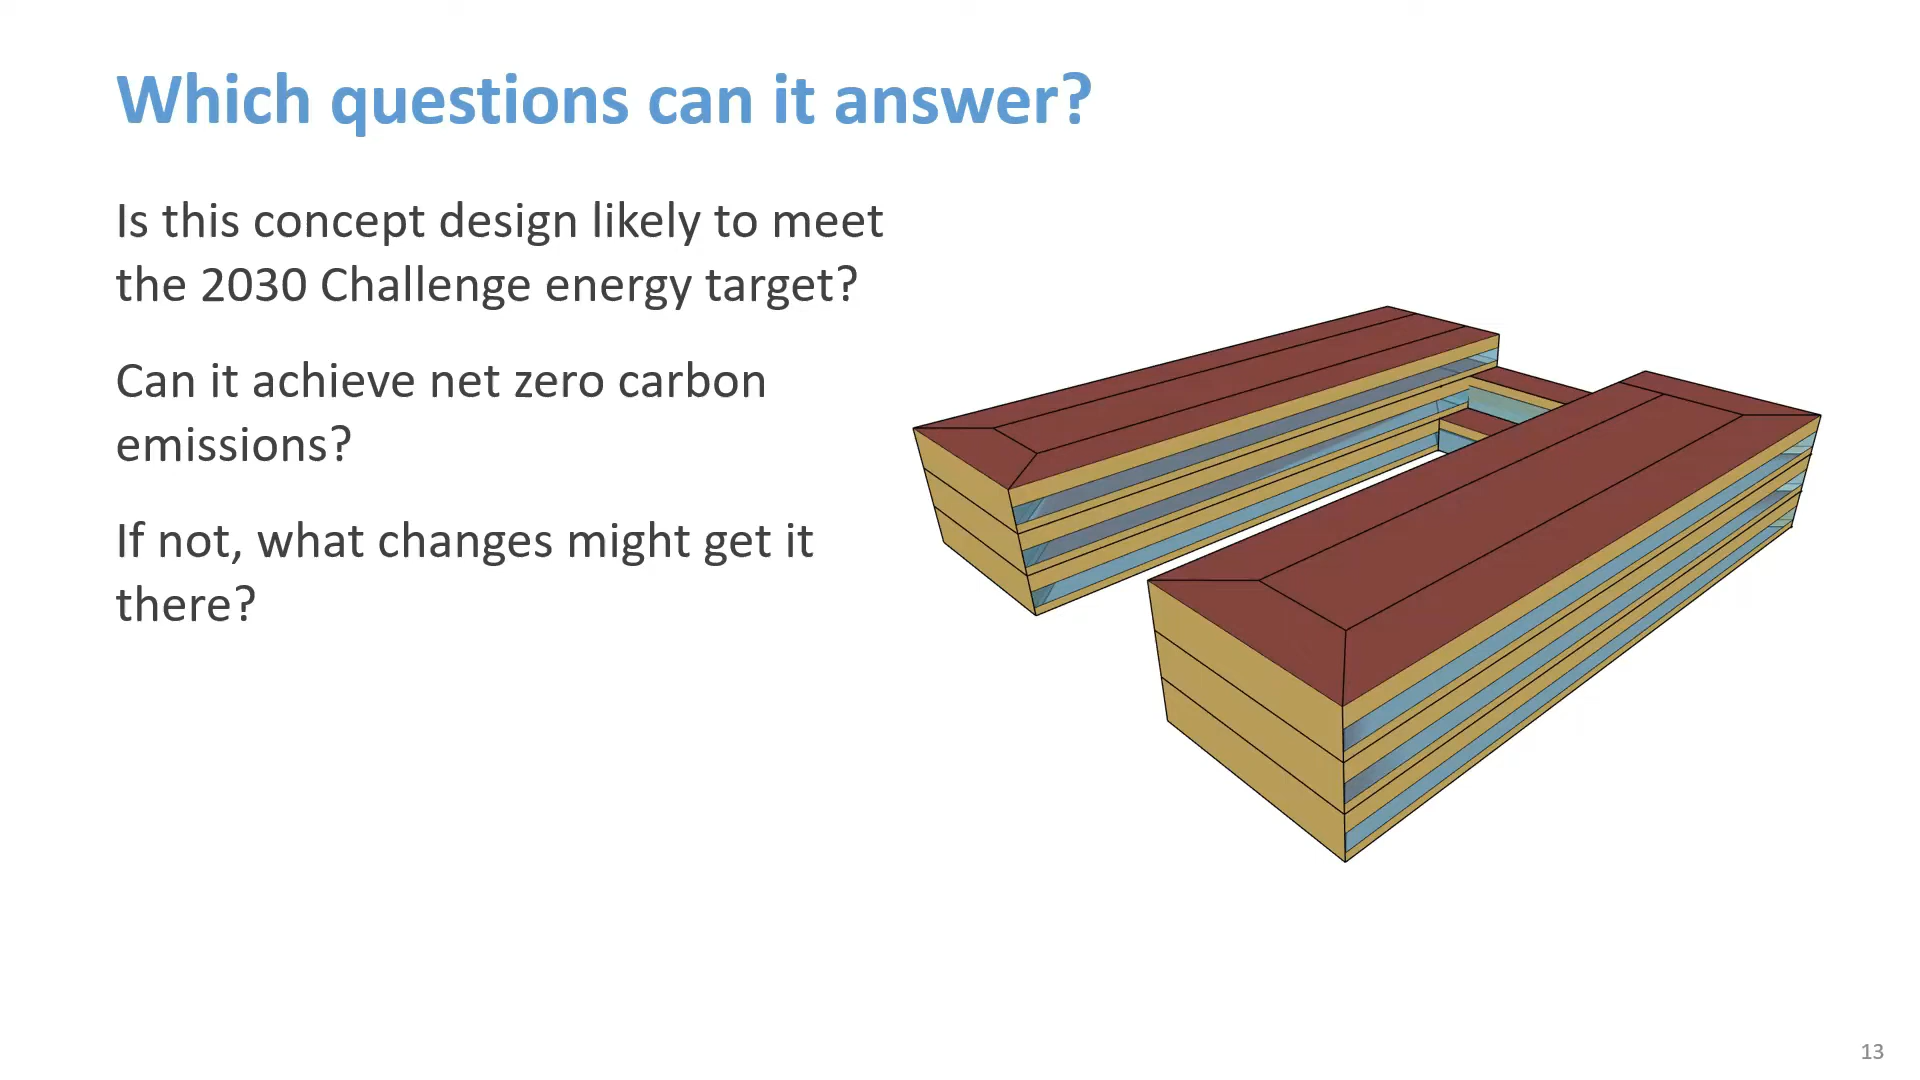 Which questions can it answer?
Is this concept design likely to meet
the 2030 Challenge energy target?
Can it achieve net zero carbon
emissions?
If not, what changes might get it
there?
13